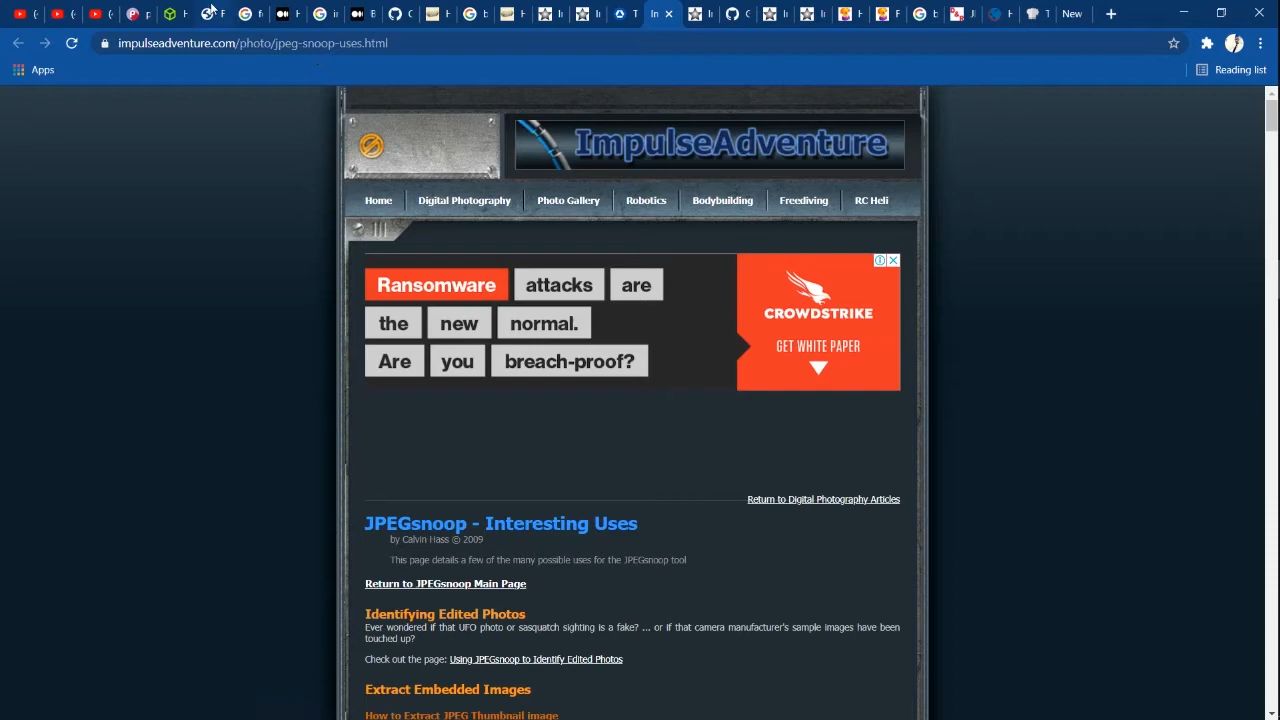 impulseadventure.com/photo/jpeg-snoop-uses.html
Apps
Reading list
New
ImpulseAdventure
Home Digital Photography Photo Gallery Robotics Bodybuilding Freediving RC Heli
Ransomware attacks are
the new normal.
Are you breach-proof?
CROWDSTRIKE
GET WHITE PAPER
Return to Digital Photography Articles
JPEGsnoop - Interesting Uses
by Calvin Hass © 2009
This page details a few of the many possible uses for the JPEGsnoop tool
Return to JPEGsnoop Main Page
Identifying Edited Photos
Ever wondered if that UFO photo or sasquatch sighting is a fake? ... or if that camera manufacturer's sample images have been
touched up?
Check out the page: Using JPEGsnoop to Identify Edited Photos
Extract Embedded Images
How to Extract JPEG Thumbnail image